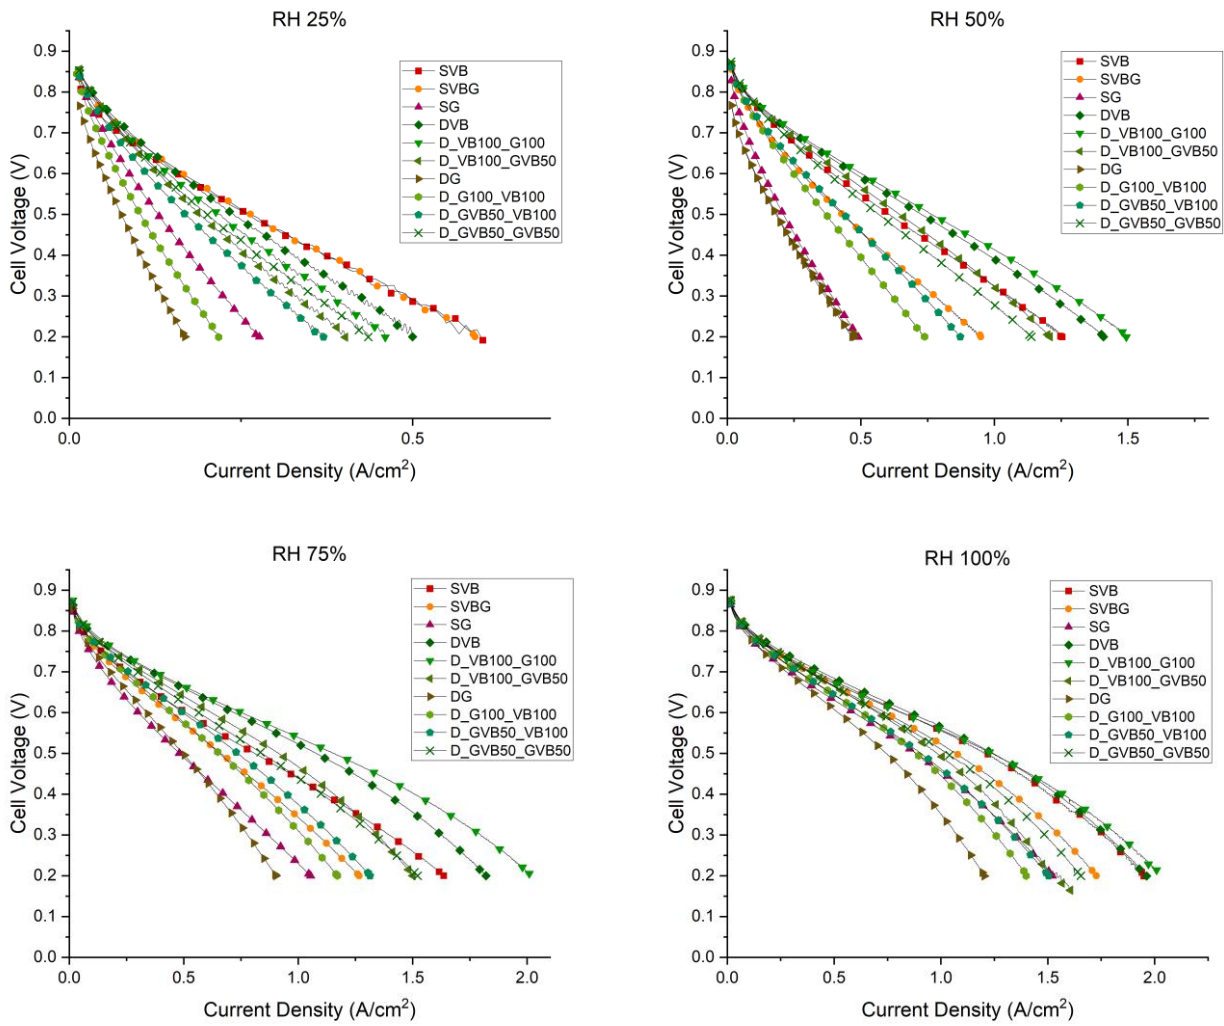 RH 25%
0.9
0.8
0.7
0.6
0.5
0.4
0.3
0.2
0.1
0.0
Cell Voltage (V)
SVB
SVBG
SG
DVB
D_VB100_G100
D_VB100_GVB50
DG
D_G100_VB100
D_GVB50_VB100
D_GVB50_GVB50
0.0
0.5
Current Density (A/cm²)
RH 50%
0.9
0.8
0.7
0.6
0.5
0.4
0.3
0.2
0.1
0.0
Cell Voltage (V)
SVB
SVBG
SG
DVB
D_VB100_G100
D_VB100_GVB50
DG
D_G100_VB100
D_GVB50_VB100
D_GVB50_GVB50
0.0
0.5
1.0
1.5
Current Density (A/cm²)
RH 75%
0.9
0.8
0.7
0.6
0.5
0.4
0.3
0.2
0.1
0.0
Cell Voltage (V)
SVB
SVBG
SG
DVB
D_VB100_G100
D_VB100_GVB50
DG
D_G100_VB100
D_GVB50_VB100
D_GVB50_GVB50
0.0
0.5
1.0
1.5
2.0
Current Density (A/cm²)
RH 100%
0.9
0.8
0.7
0.6
0.5
0.4
0.3
0.2
0.1
0.0
Cell Voltage (V)
SVB
SVBG
SG
DVB
D_VB100_G100
D_VB100_GVB50
DG
D_G100_VB100
D_GVB50_VB100
D_GVB50_GVB50
0.0
0.5
1.0
1.5
2.0
Current Density (A/cm²)